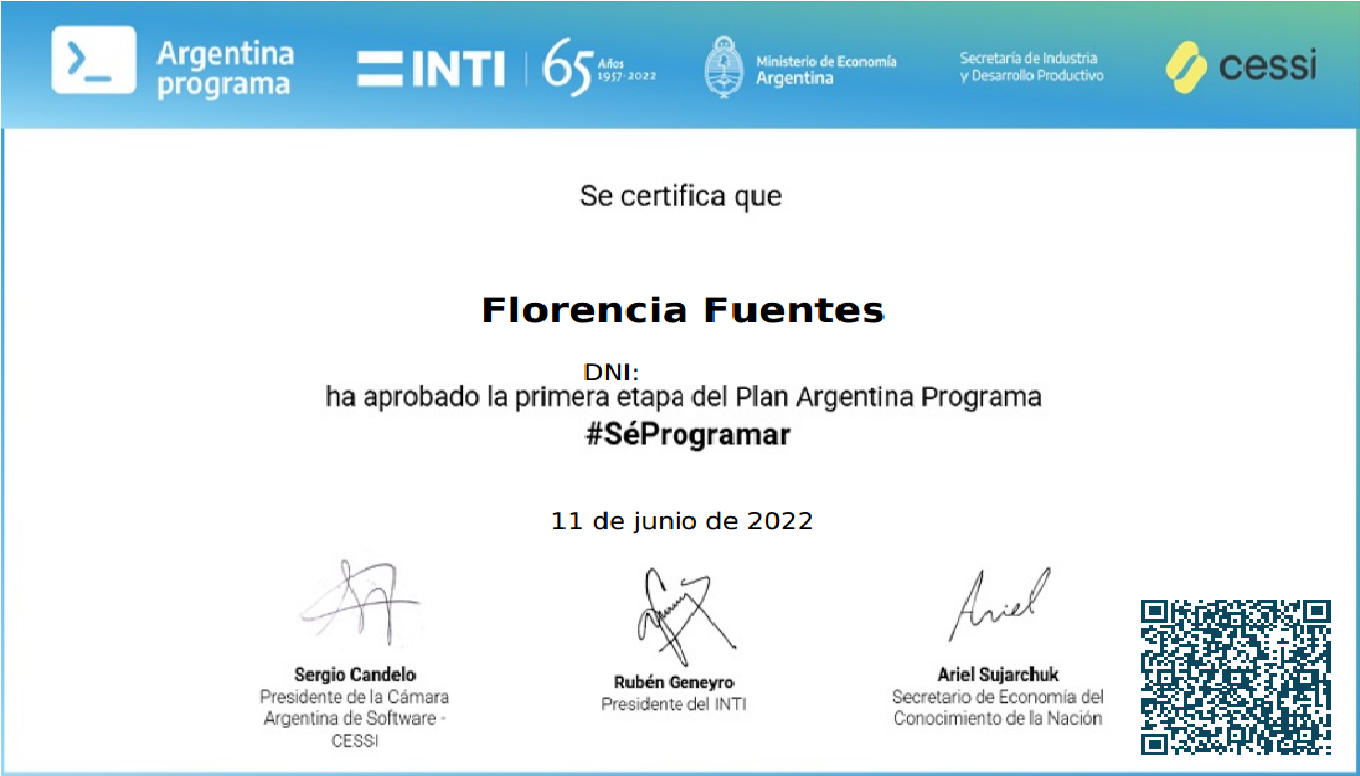 Argentina
programa
INTI
65 Años
1957-2022
Ministerio de Economía
Argentina
Secretaría de Industria
y Desarrollo Productivo
cessi
Se certifica que
Florencia Fuentes
DNI:
ha aprobado la primera etapa del Plan Argentina Programa
#SéProgramar
11 de junio de 2022
Ariel
Sergio Candelo
Presidente de la Cámara
Argentina de Software -
CESSI
Rubén Geneyro
Presidente del INTI
Ariel Sujarchuk
Secretario de Economía del
Conocimiento de la Nación